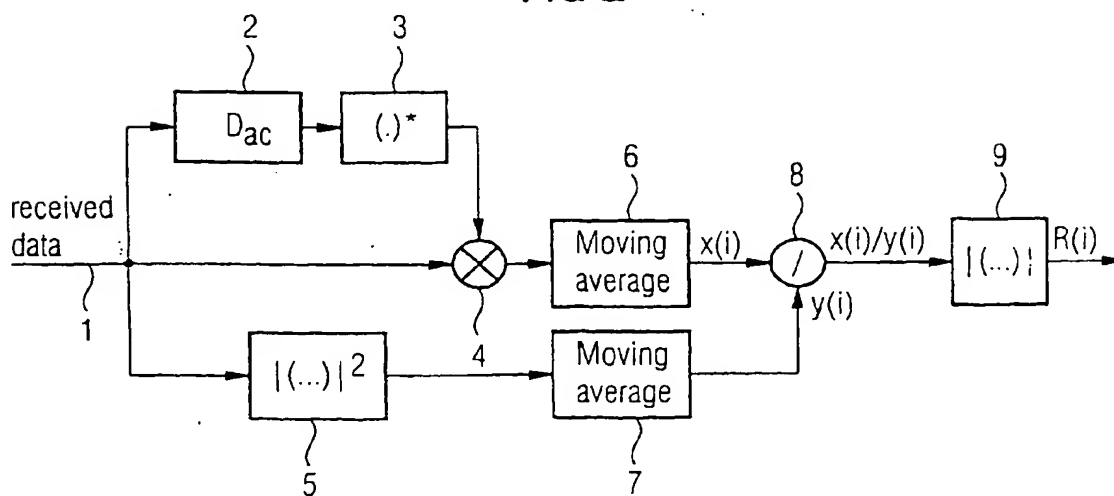 2
3
D_ac
(.)*
received
data
1
6
8
9
Moving
average
x(i)
/
x(i)/y(i)
|(...)|
R(i)
y(i)
4
|(...)|²
Moving
average
5
7